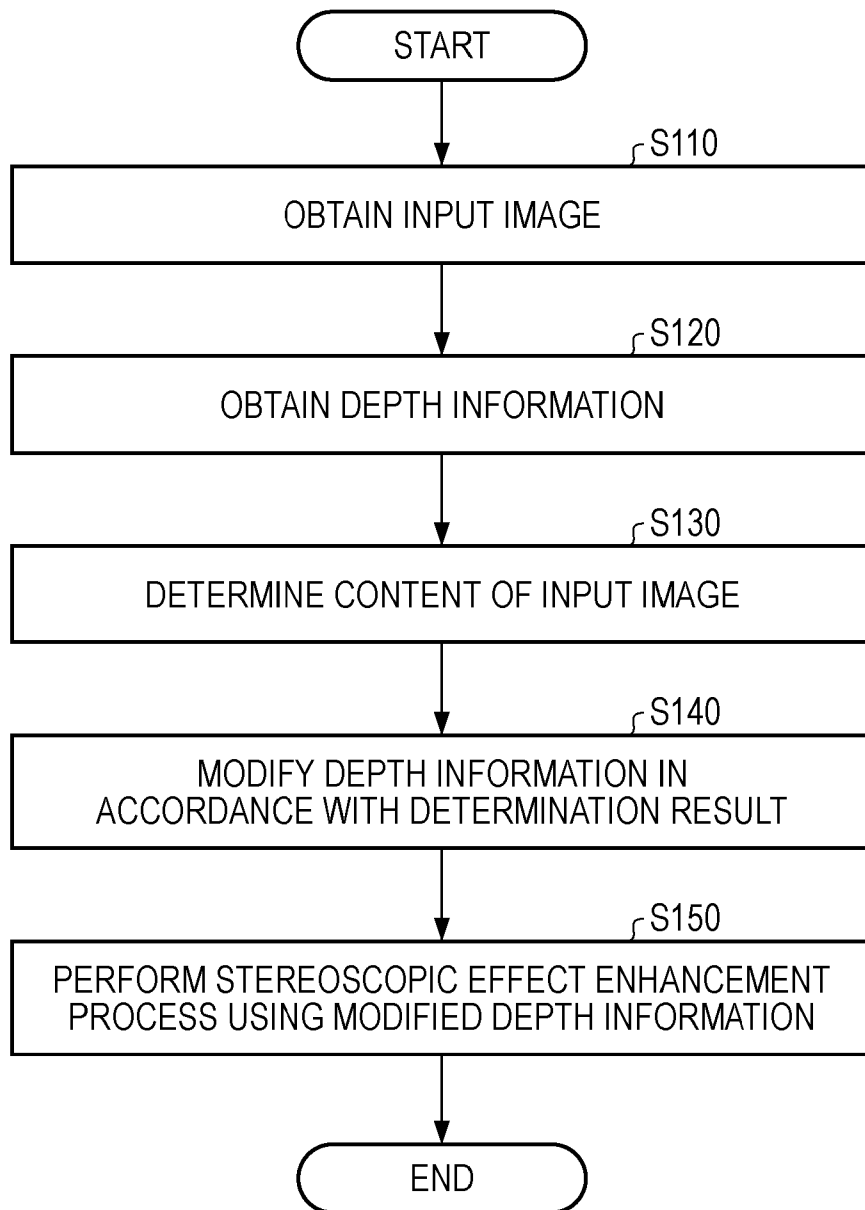 START
S110
OBTAIN INPUT IMAGE
S120
OBTAIN DEPTH INFORMATION
S130
DETERMINE CONTENT OF INPUT IMAGE
S140
MODIFY DEPTH INFORMATION IN
ACCORDANCE WITH DETERMINATION RESULT
S150
PERFORM STEREOSCOPIC EFFECT ENHANCEMENT
PROCESS USING MODIFIED DEPTH INFORMATION
END